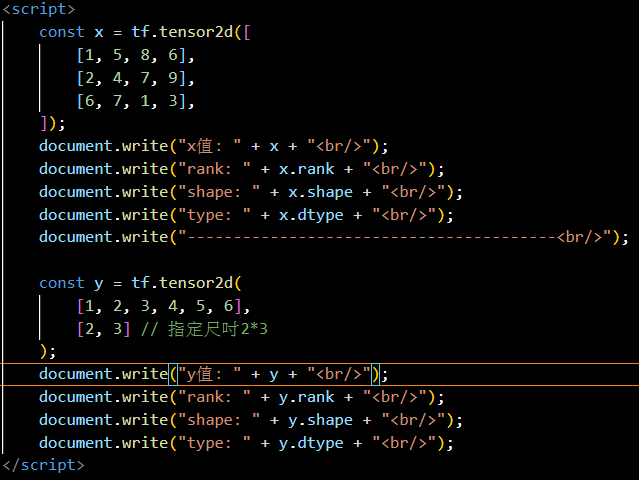 <script>
const x = tf.tensor2d([
[1, 5, 8, 6],
[2, 4, 7, 9],
[6, 7, 1, 3],
]);
document.write("x值: " + x + "<br/>");
document.write("rank: " + x.rank + "<br/>");
document.write("shape: " + x.shape + "<br/>");
document.write("type: " + x.dtype + "<br/>");
document.write("---------------------------------------<br/>");
const y = tf.tensor2d(
[1, 2, 3, 4, 5, 6],
[2, 3] // 指定尺吋2*3
);
document.write("y值: " + y + "<br/>");
document.write("rank: " + y.rank + "<br/>");
document.write("shape: " + y.shape + "<br/>");
document.write("type: " + y.dtype + "<br/>");
</script>